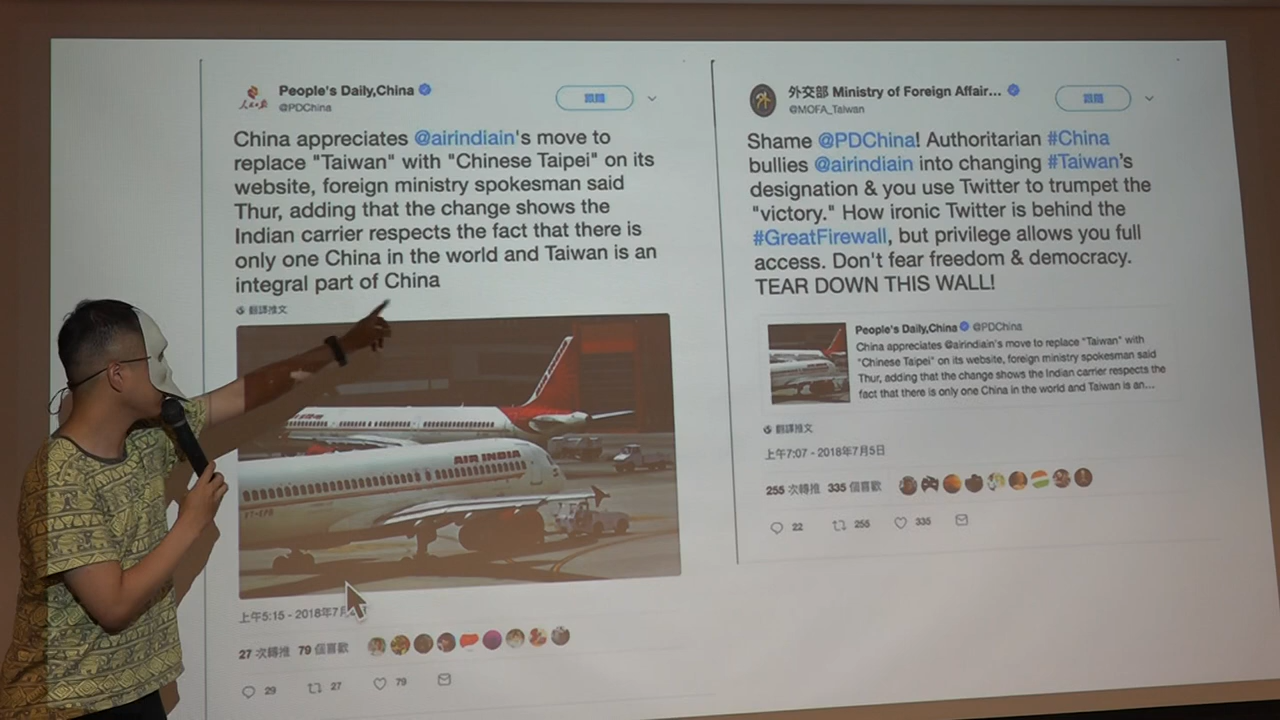 People's Daily,China
人民日报
@PDChina
跟隨
China appreciates @airindiain's move to
replace "Taiwan" with "Chinese Taipei" on its
website, foreign ministry spokesman said
Thur, adding that the change shows the
Indian carrier respects the fact that there is
only one China in the world and Taiwan is an
integral part of China
翻譯推文
AIR INDIA
上午5:15 - 2018年7月
27 次轉推 79 個喜歡
29 27 79
外交部 Ministry of Foreign Affair...
@MOFA_Taiwan
跟隨
Shame @PDChina! Authoritarian #China
bullies @airindiain into changing #Taiwan's
designation & you use Twitter to trumpet the
"victory." How ironic Twitter is behind the
#GreatFirewall, but privilege allows you full
access. Don't fear freedom & democracy.
TEAR DOWN THIS WALL!
People's Daily,China @PDChina
China appreciates @airindiain's move to replace "Taiwan" with
"Chinese Taipei" on its website, foreign ministry spokesman said
Thur, adding that the change shows the Indian carrier respects the
fact that there is only one China in the world and Taiwan is an...
翻譯推文
上午7:07 - 2018年7月5日
255 次轉推 335 個喜歡
22 255 335